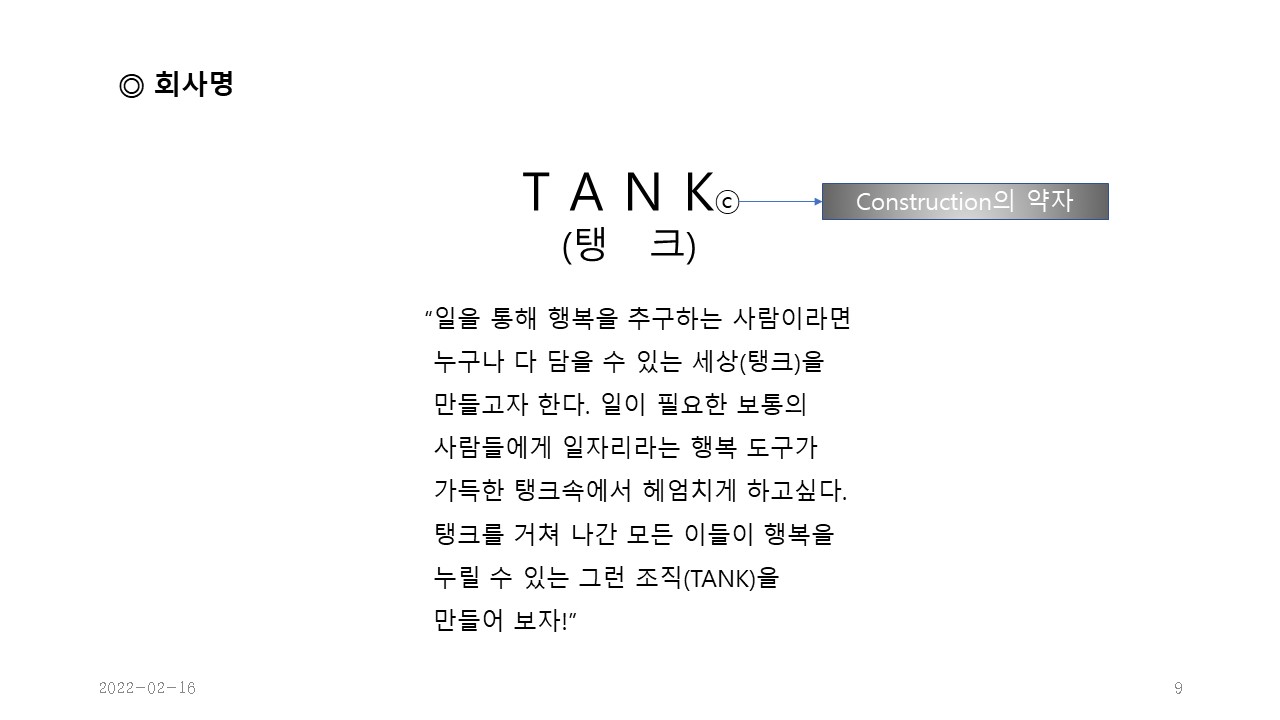 ◎ 회사명
T A N Kⓒ
Construction의 약자
(탱 크)
“일을 통해 행복을 추구하는 사람이라면
누구나 다 담을 수 있는 세상(탱크)을
만들고자 한다. 일이 필요한 보통의
사람들에게 일자리라는 행복 도구가
가득한 탱크속에서 헤엄치게 하고싶다.
탱크를 거쳐 나간 모든 이들이 행복을
누릴 수 있는 그런 조직(TANK)을
만들어 보자!”
2022-02-16
9